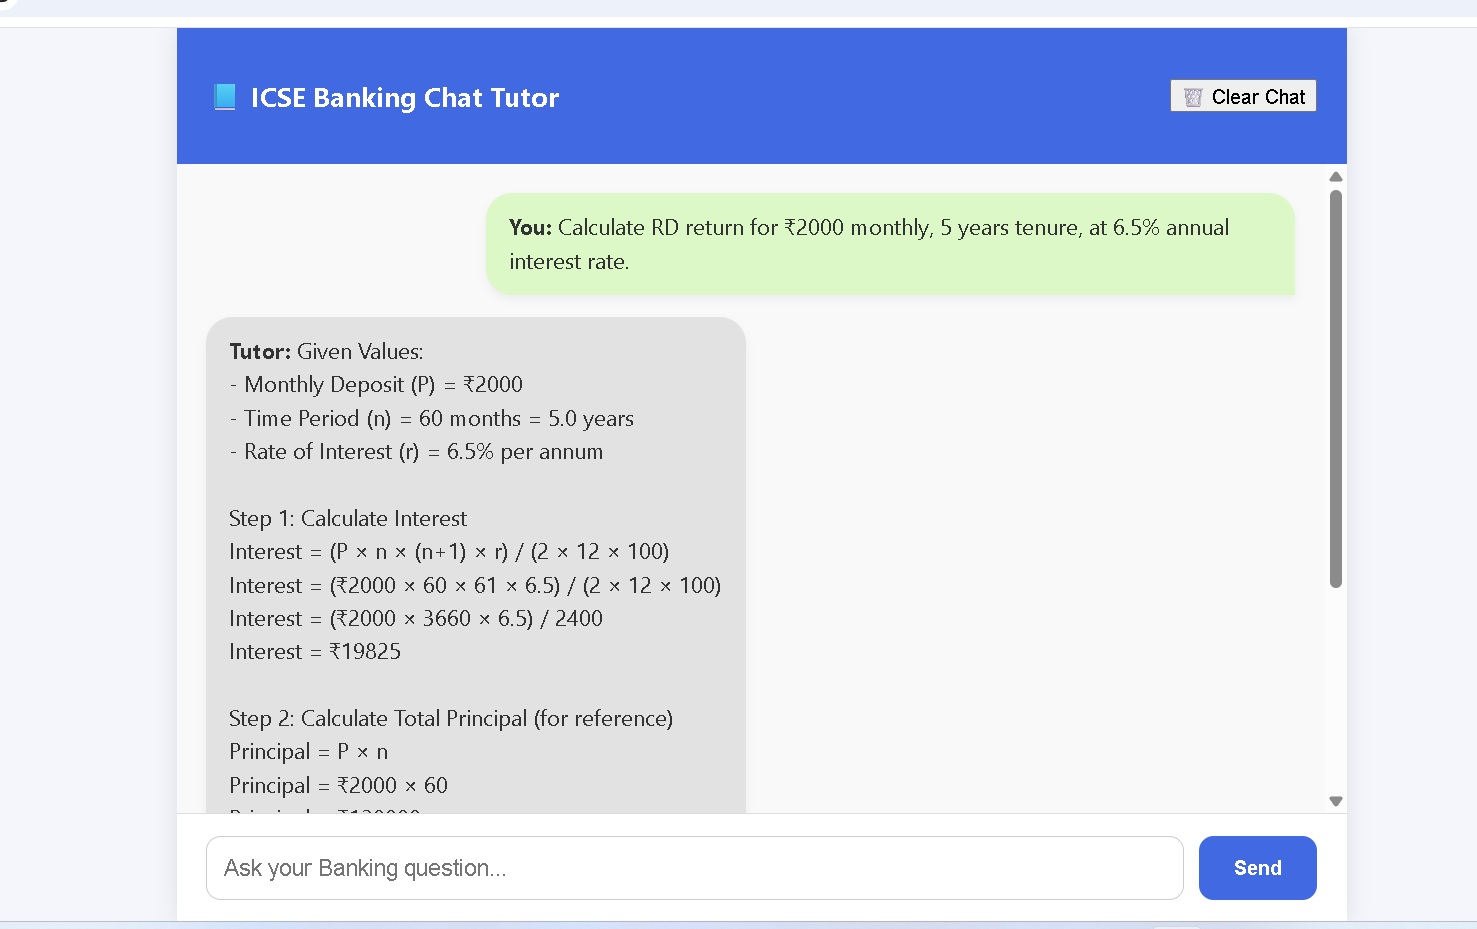 ICSE Banking Chat Tutor
Clear Chat
You: Calculate RD return for ₹2000 monthly, 5 years tenure, at 6.5% annual
interest rate.
Tutor: Given Values:
- Monthly Deposit (P) = ₹2000
- Time Period (n) = 60 months = 5.0 years
- Rate of Interest (r) = 6.5% per annum
Step 1: Calculate Interest
Interest = (P × n × (n+1) × r) / (2 × 12 × 100)
Interest = (₹2000 × 60 × 61 × 6.5) / (2 × 12 × 100)
Interest = (₹2000 × 3660 × 6.5) / 2400
Interest = ₹19825
Step 2: Calculate Total Principal (for reference)
Principal = P × n
Principal = ₹2000 × 60
Ask your Banking question...
Send